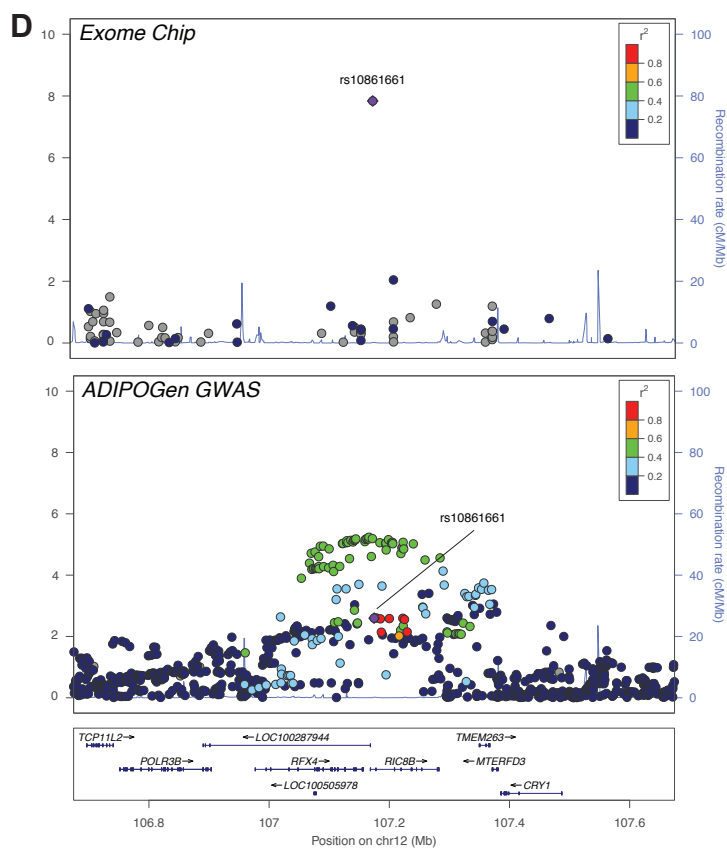 D
Exome Chip
rs10861661
r²
0.8
0.6
0.4
0.2
10
8
6
4
2
0
100
80
60
40
20
0
Recombination rate (cM/Mb)
ADIPOGen GWAS
rs10861661
r²
0.8
0.6
0.4
0.2
10
8
6
4
2
0
100
80
60
40
20
0
Recombination rate (cM/Mb)
TCP11L2→ ←LOC100287944 TMEM263→
POLR3B→ RFX4→ RIC8B→ ←MTERFD3
←LOC100505978 ←CRY1
106.8 107 107.2 107.4 107.6
Position on chr12 (Mb)